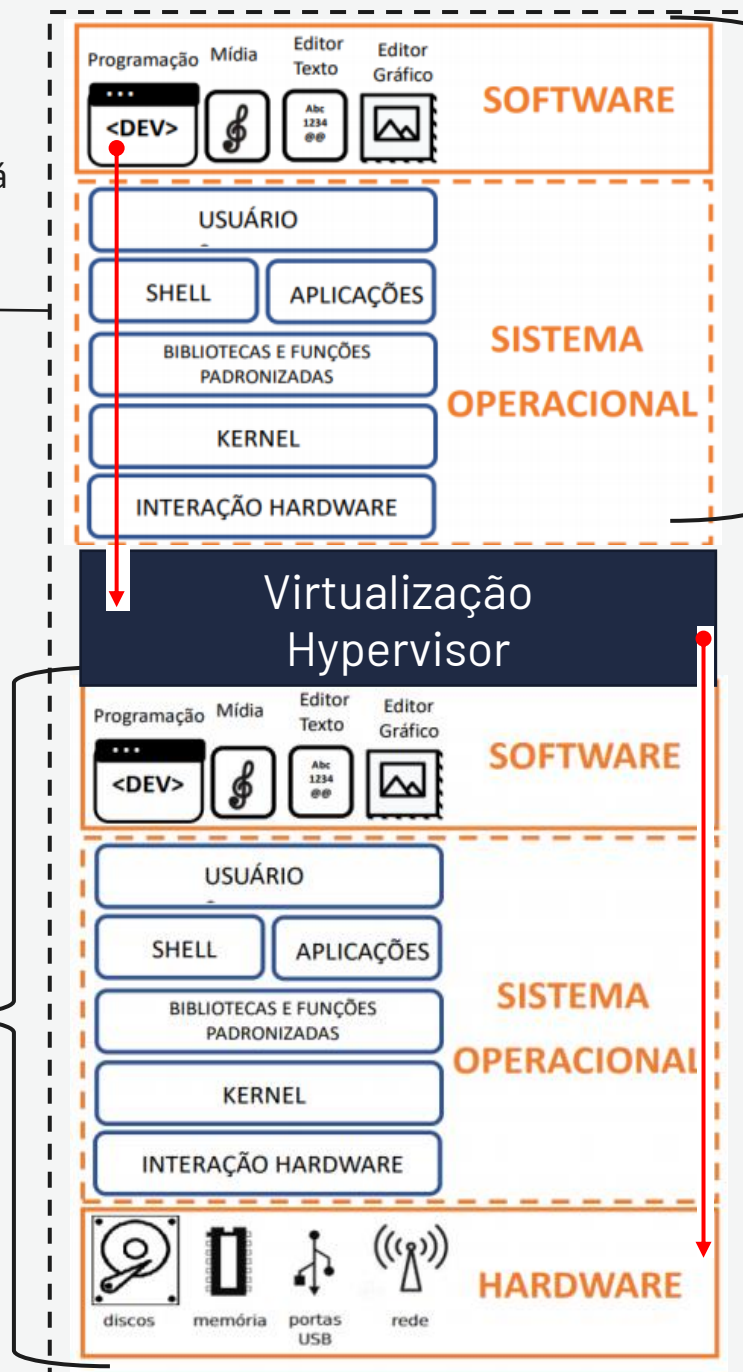 Programação
Mídia
Editor
Texto
Editor
Gráfico
<DEV>
Abc
1234
@@
SOFTWARE
á
USUÁRIO
SHELL
APLICAÇÕES
BIBLIOTECAS E FUNÇÕES
PADRONIZADAS
KERNEL
INTERAÇÃO HARDWARE
SISTEMA
OPERACIONAL
Virtualização
Hypervisor
Programação
Mídia
Editor
Texto
Editor
Gráfico
<DEV>
Abc
1234
@@
SOFTWARE
USUÁRIO
SHELL
APLICAÇÕES
BIBLIOTECAS E FUNÇÕES
PADRONIZADAS
KERNEL
INTERAÇÃO HARDWARE
SISTEMA
OPERACIONAL
discos
memória
portas
USB
rede
HARDWARE